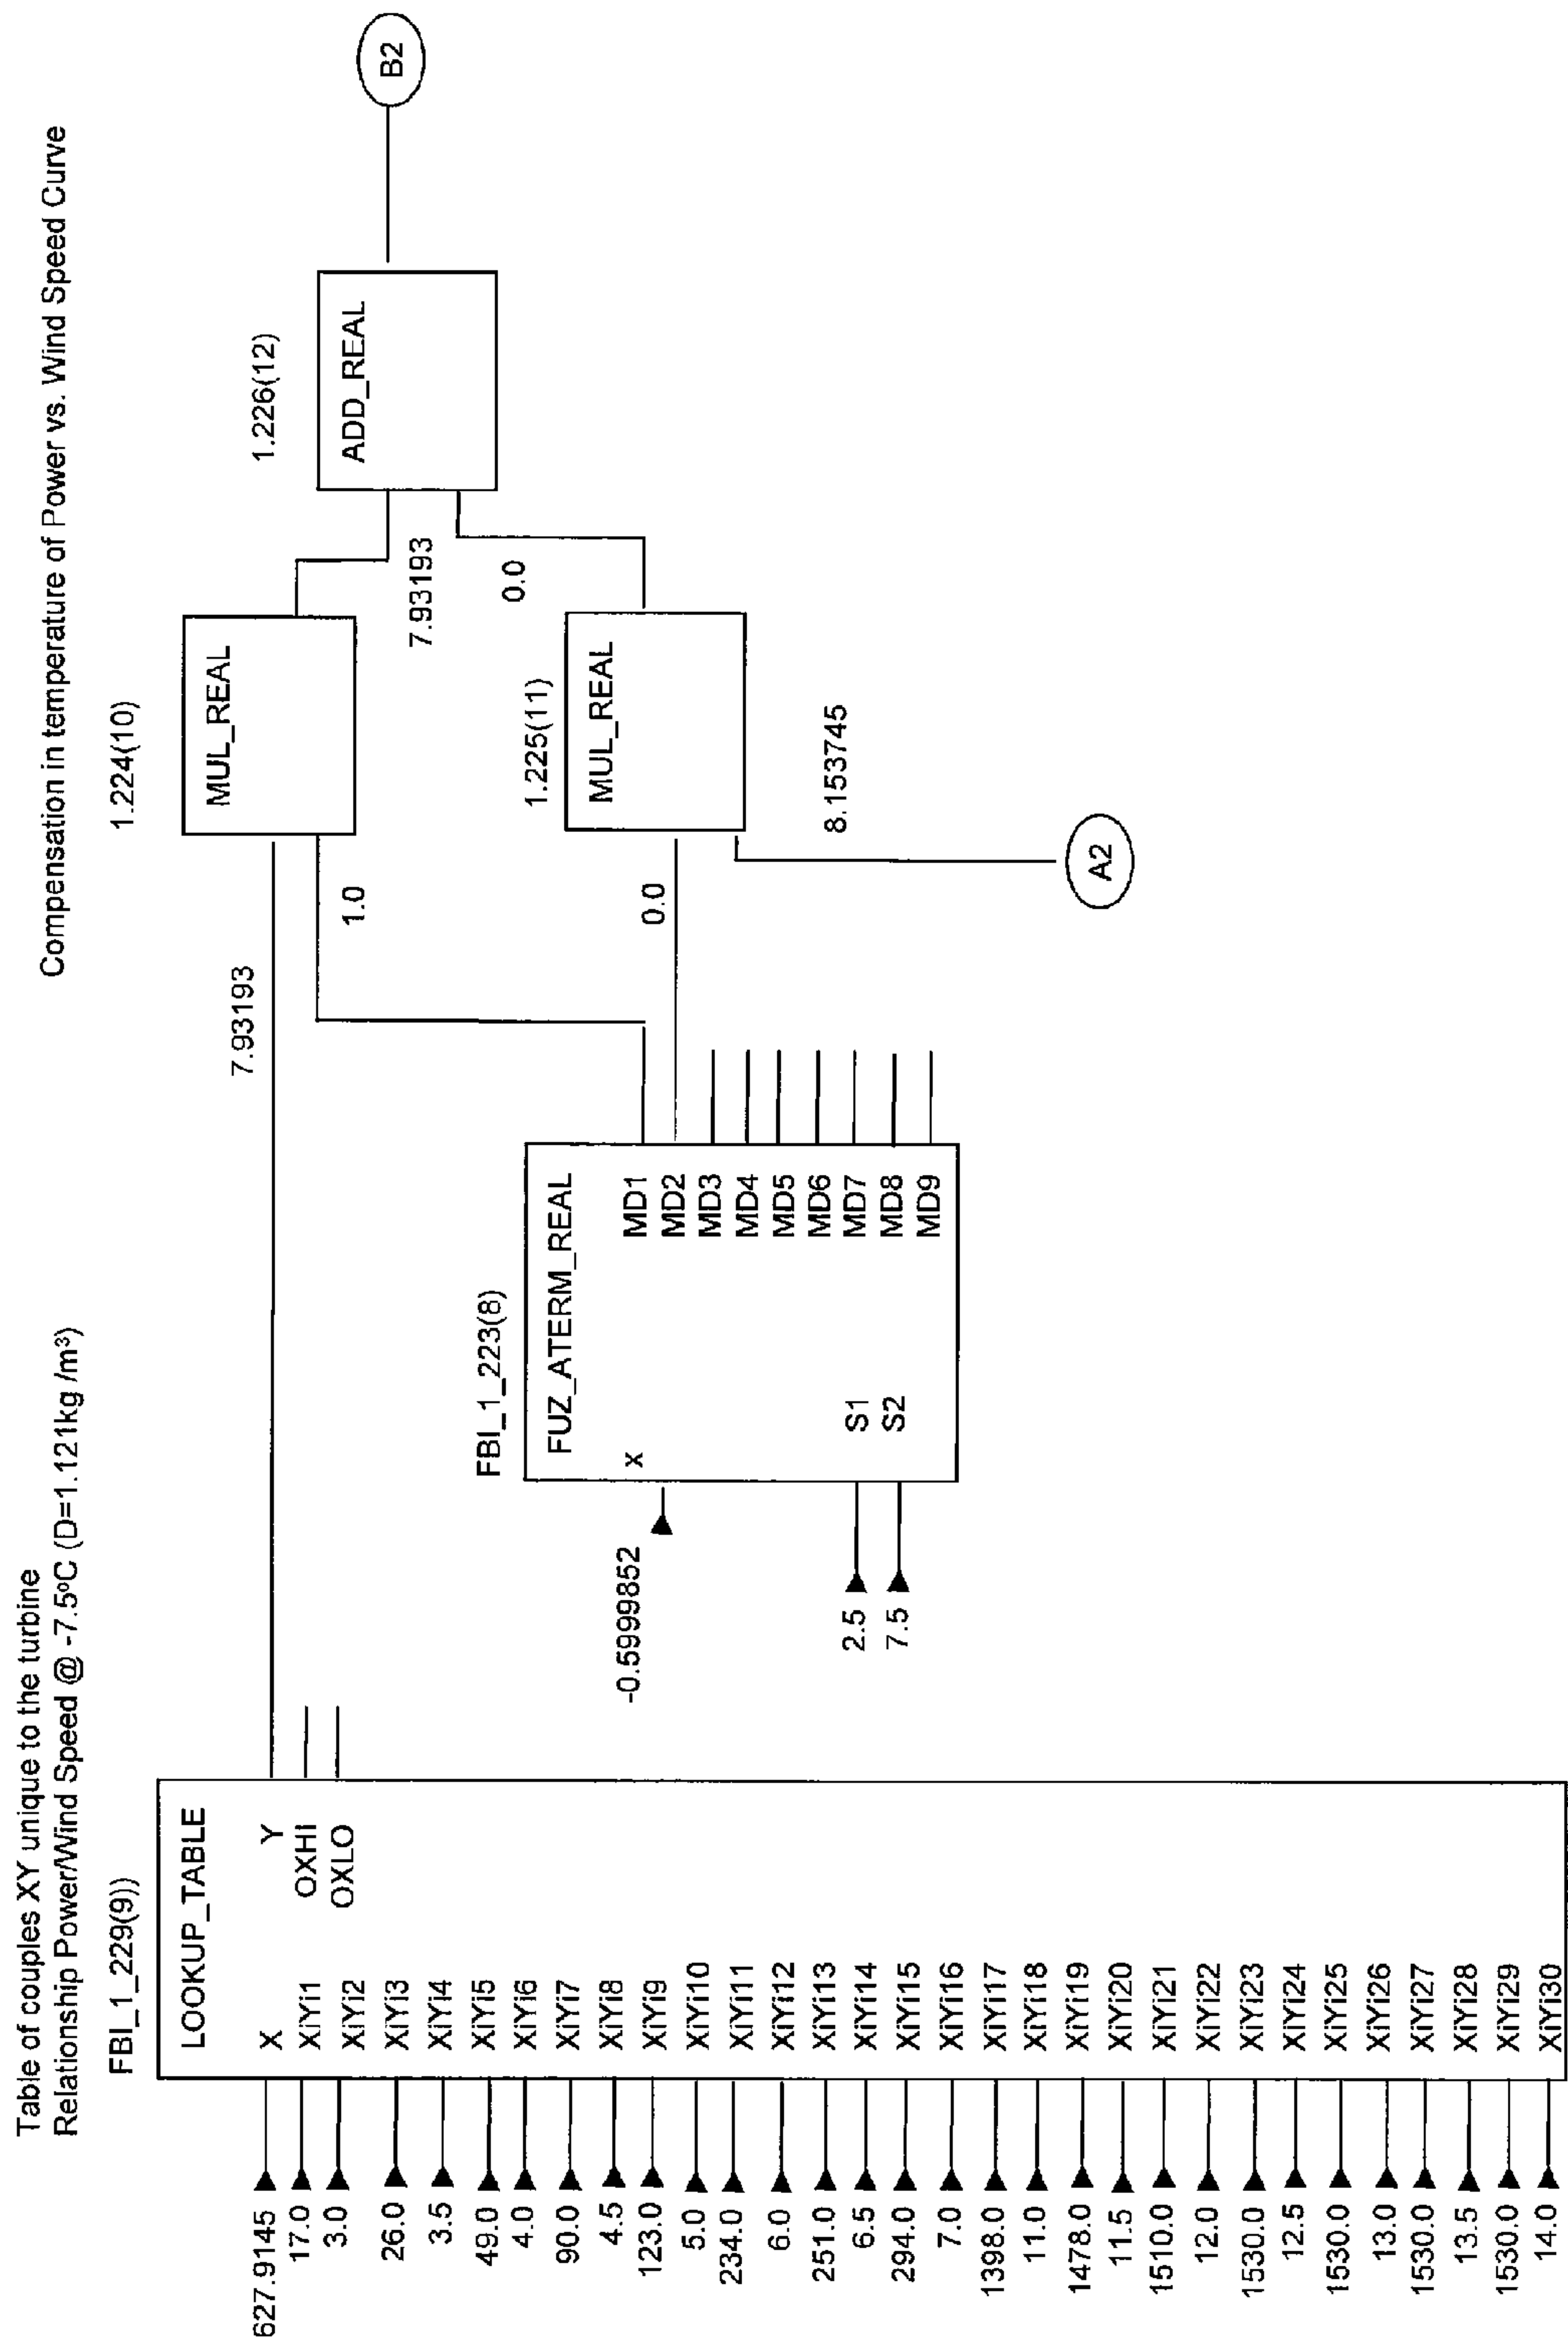 Table of couples XY unique to the turbine
Relationship Power/Wind Speed @ -7.5ºC (D=1.121kg /m³)
Compensation in temperature of Power vs. Wind Speed Curve
FBI_1_229(9))
LOOKUP_TABLE
X
Y
XiYi1
OXHI
XiYi2
OXLO
XiYi3
XiYi4
XiYi5
XiYi6
XiYi7
XiYi8
XiYi9
XiYi10
XiYi11
XiYi12
XiYi13
XiYi14
XiYi15
XiYi16
XiYi17
XiYi18
XiYi19
XiYi20
XiYi21
XiYi22
XiYi23
XiYi24
XiYi25
XiYi26
XiYi27
XiYi28
XiYi29
XiYi30
627.9145
17.0
3.0
26.0
3.5
49.0
4.0
90.0
4.5
123.0
5.0
234.0
6.0
251.0
6.5
294.0
7.0
1398.0
11.0
1478.0
11.5
1510.0
12.0
1530.0
12.5
1530.0
13.0
1530.0
13.5
1530.0
14.0
7.93193
FBI_1_223(8)
FUZ_ATERM_REAL
X
MD1
MD2
MD3
MD4
MD5
MD6
MD7
MD8
MD9
S1
S2
-0.5999852
2.5
7.5
1.224(10)
MUL_REAL
1.0
1.225(11)
MUL_REAL
0.0
8.153745
A2
1.226(12)
ADD_REAL
7.93193
0.0
B2